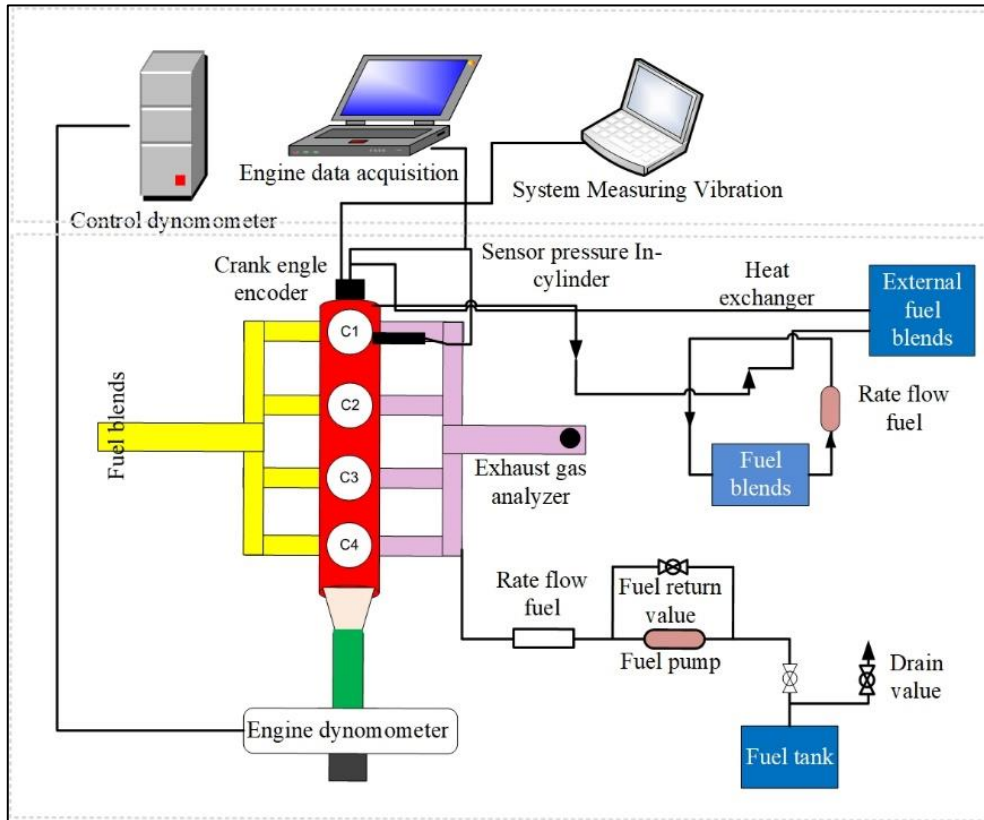 Engine data acquisition
System Measuring Vibration
Control dynomometer
Crank engle
encoder
Sensor pressure In-
cylinder
Heat
exchanger
External
fuel
blends
C1
C2
C3
C4
Fuel blends
Rate flow
fuel
Fuel
blends
Exhaust gas
analyzer
Rate flow
fuel
Fuel return
value
Fuel pump
Drain
value
Engine dynomometer
Fuel tank